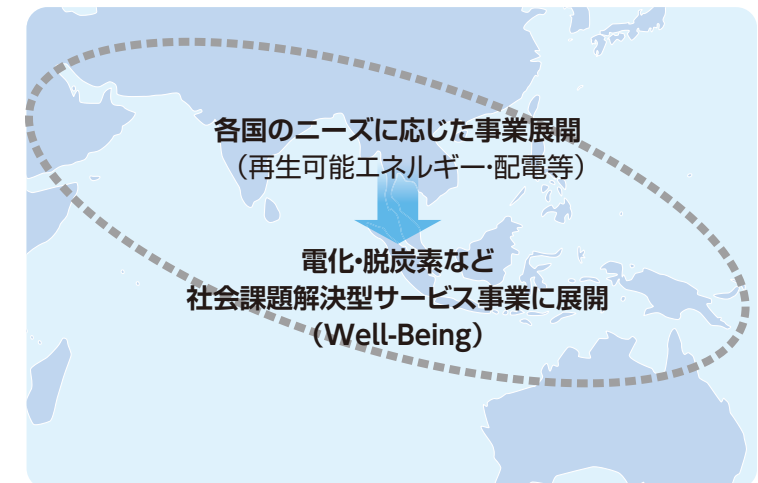 各国のニーズに応じた事業展開
（再生可能エネルギー・配電等）
電化・脱炭素など
社会課題解決型サービス事業に展開
（Well-Being）